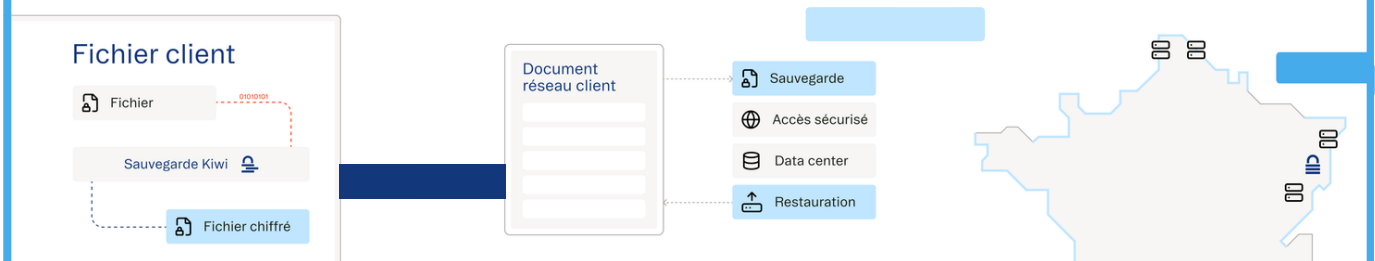 Fichier client
Fichier
01010101
Sauvegarde Kiwi
Fichier chiffré
Document
réseau client
Sauvegarde
Accès sécurisé
Data center
Restauration